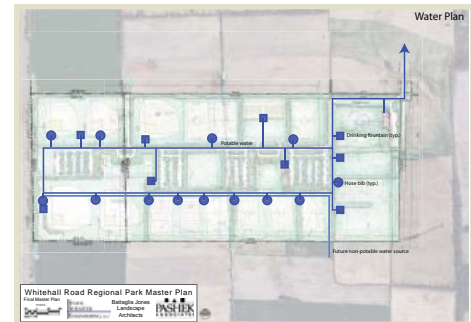 Water Plan
Drinking fountain (typ.)
Potable water
Hose bib (typ.)
Future non-potable water source
Whitehall Road Regional Park Master Plan
Final Master Plan
Battaglia Jones
Landscape
Architects
PASHEK
ASSOCIATES